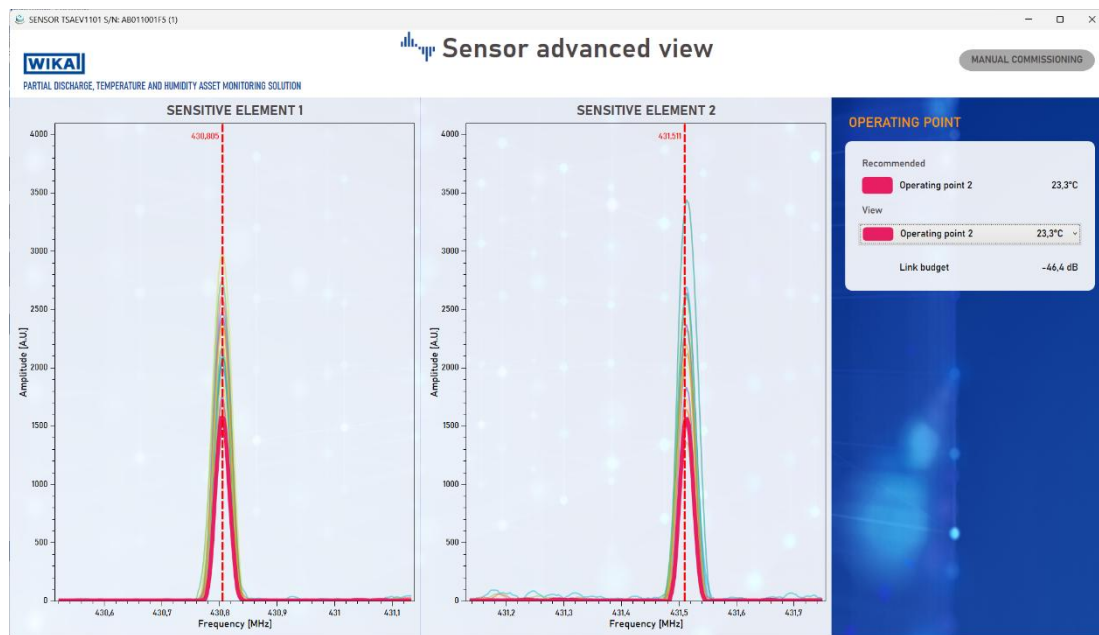 SENSOR TSAEV1101 S/N: AB011001F5 (1)
Sensor advanced view
WIKAI
MANUAL COMMISSIONING
PARTIAL DISCHARGE, TEMPERATURE AND HUMIDITY ASSET MONITORING SOLUTION
SENSITIVE ELEMENT 1
430,805
4000
3500
3000
2500
2000
1500
1000
500
0
Amplitude [A.U.]
430,6
430,7
430,8
430,9
431
431,1
Frequency [MHz]
SENSITIVE ELEMENT 2
431,511
4000
3500
3000
2500
2000
1500
1000
500
0
Amplitude [A.U.]
431,2
431,3
431,4
431,5
431,6
431,7
Frequency [MHz]
OPERATING POINT
Recommended
Operating point 2 23,3°C
View
Operating point 2 23,3°C
Link budget -46,4 dB